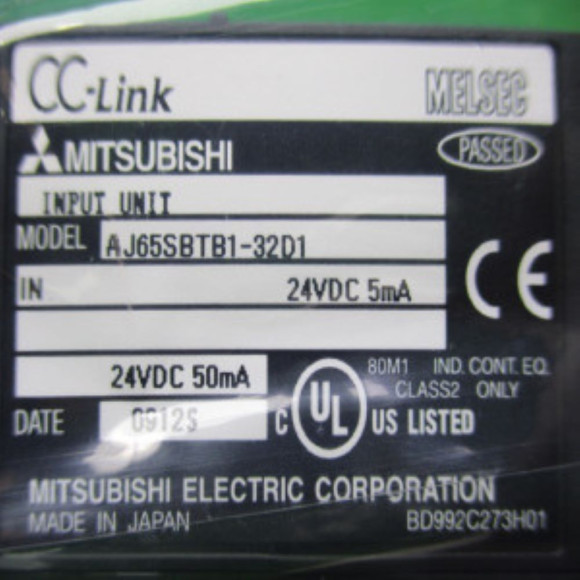 CC-Link MELSEC
MITSUBISHI PASSED
INPUT UNIT
MODEL AJ65SBTB1-32D1
CE
IN 24VDC 5mA
80M1 IND. CONT. EQ.
24VDC 50mA CLASS2 ONLY
DATE 0912S C UL US LISTED
MITSUBISHI ELECTRIC CORPORATION
MADE IN JAPAN BD992C273H01